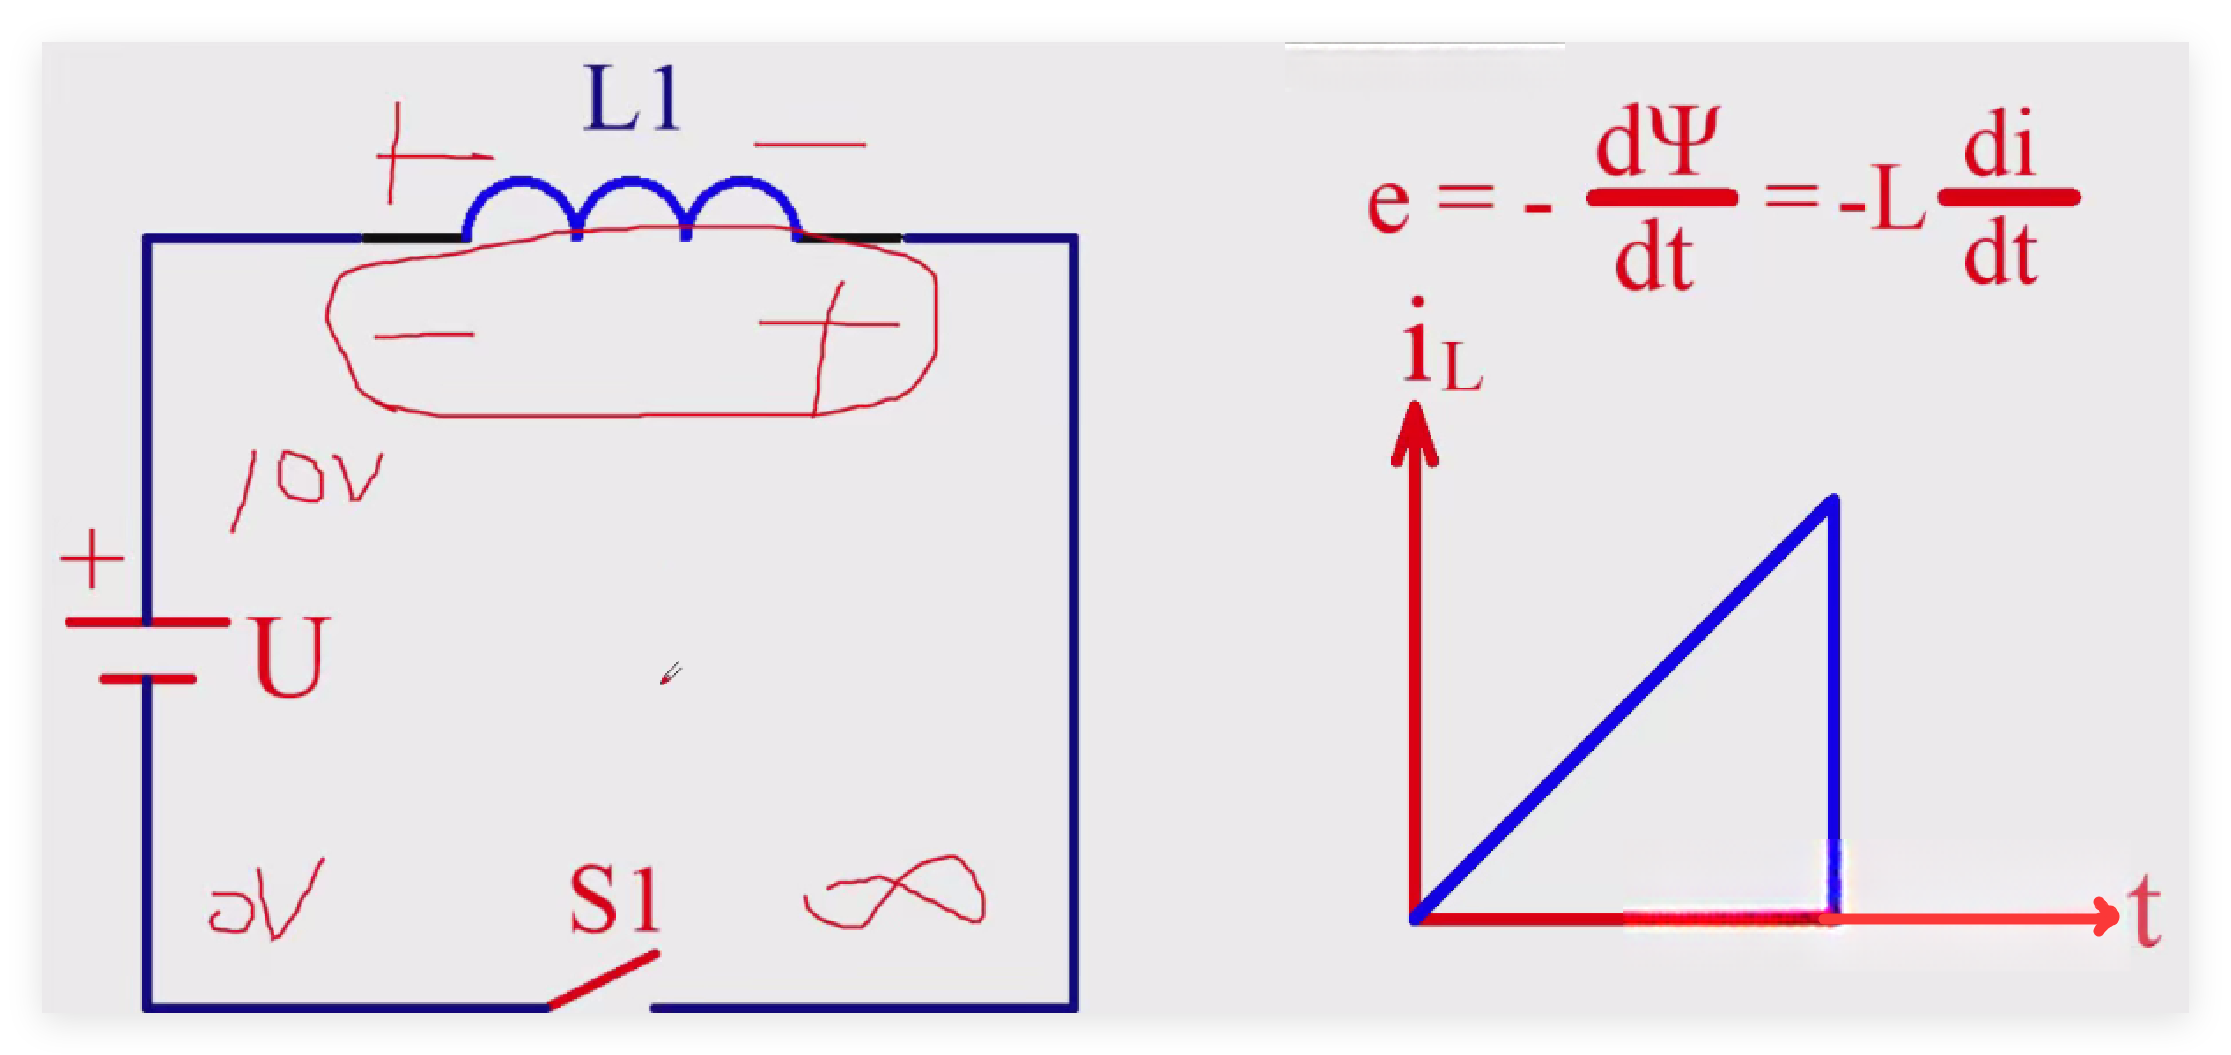 L1
+ −
− +
10V
+
U
0V
S1
∞
e = - dΨ/dt = -L di/dt
iL
t